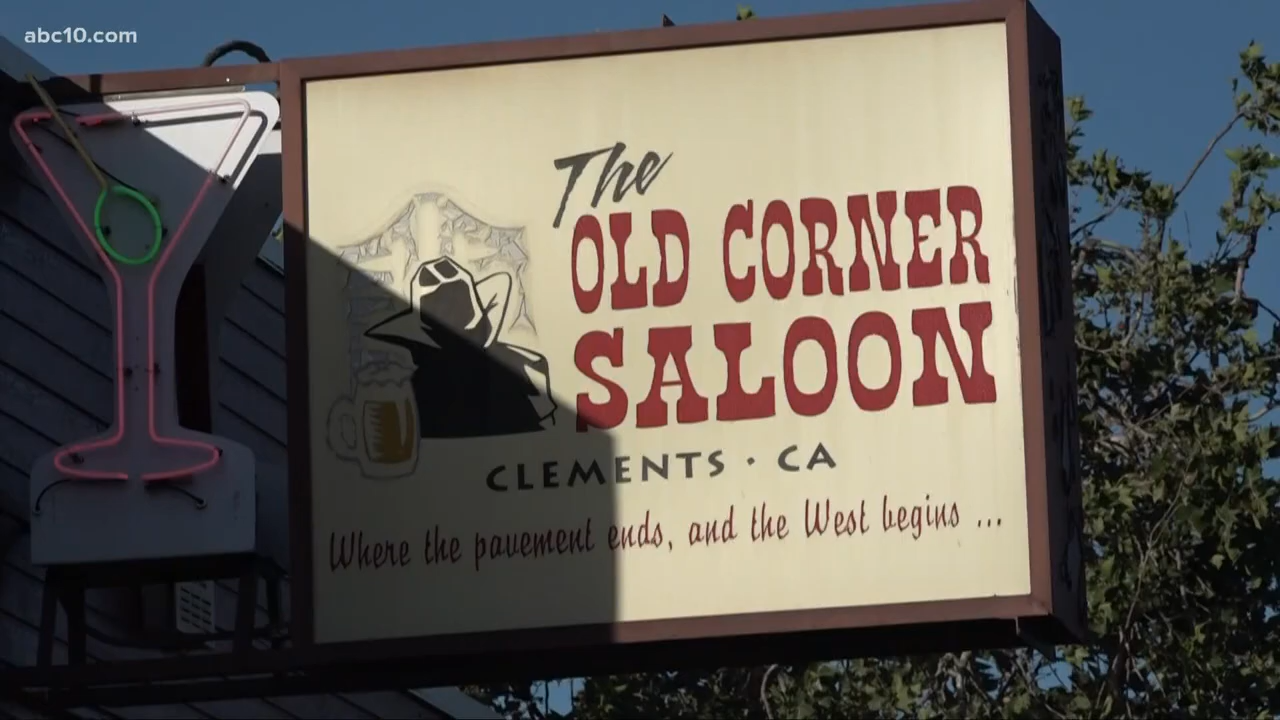 abc10.com
The
OLD CORNER
SALOON
CLEMENTS · CA
Where the pavement ends, and the West begins ...